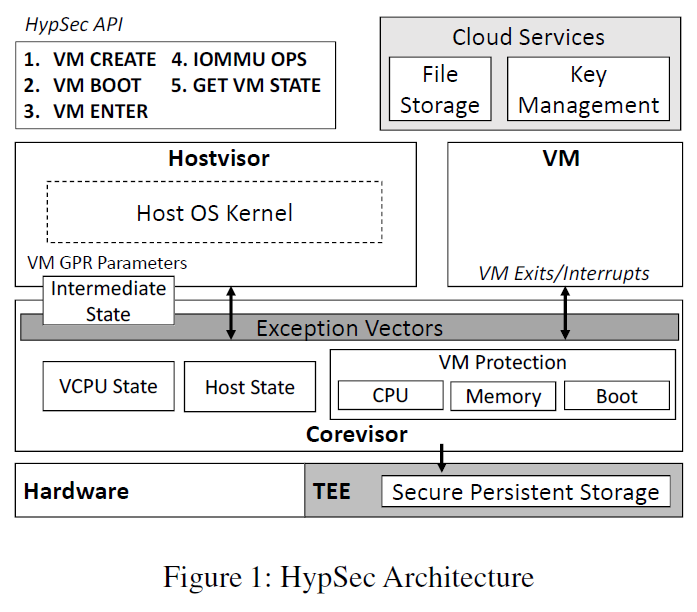 HypSec API
1. VM CREATE 4. IOMMU OPS
2. VM BOOT 5. GET VM STATE
3. VM ENTER
Cloud Services
File Storage
Key Management
Hostvisor
Host OS Kernel
VM GPR Parameters
Intermediate State
VM
VM Exits/Interrupts
Exception Vectors
VCPU State
Host State
VM Protection
CPU
Memory
Boot
Corevisor
Hardware
TEE
Secure Persistent Storage
Figure 1: HypSec Architecture